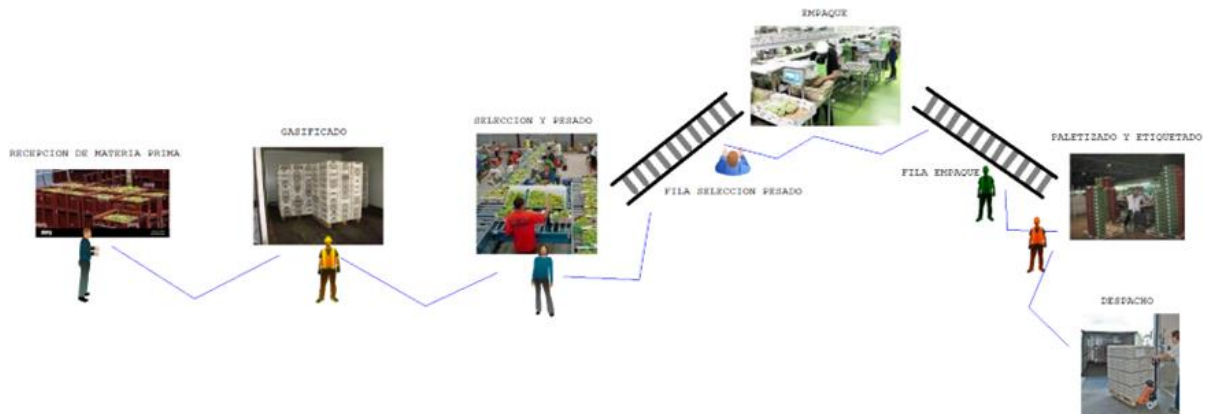 EMPAQUE
SELECCION Y PESADO
GASIFICADO
PALETIZADO Y ETIQUETADO
RECEPCION DE MATERIA PRIMA
FILA EMPAQUE
FILA SELECCION PESADO
DESPACHO